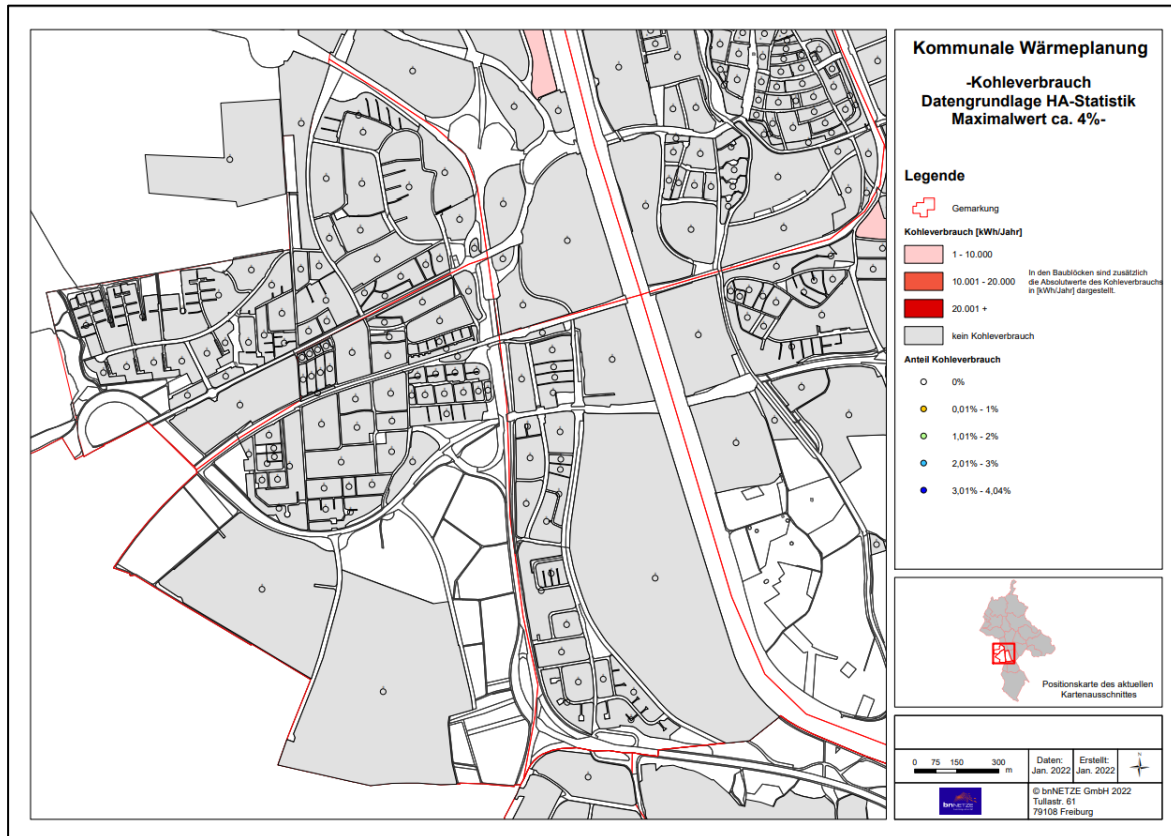 Kommunale Wärmeplanung
-Kohleverbrauch
Datengrundlage HA-Statistik
Maximalwert ca. 4%-
Legende
Gemarkung
Kohleverbrauch [kWh/Jahr]
1 - 10.000
10.001 - 20.000
20.001 +
kein Kohleverbrauch
In den Baublöcken sind zusätzlich
die Absolutwerte des Kohleverbrauchs
in [kWh/Jahr] dargestellt.
Anteil Kohleverbrauch
0%
0,01% - 1%
1,01% - 2%
2,01% - 3%
3,01% - 4,04%
Positionskarte des aktuellen
Kartenausschnittes
0 75 150 300
m
Daten:
Jan. 2022
Erstellt:
Jan. 2022
N
bnNETZE
© bnNETZE GmbH 2022
Tullastr. 61
79108 Freiburg